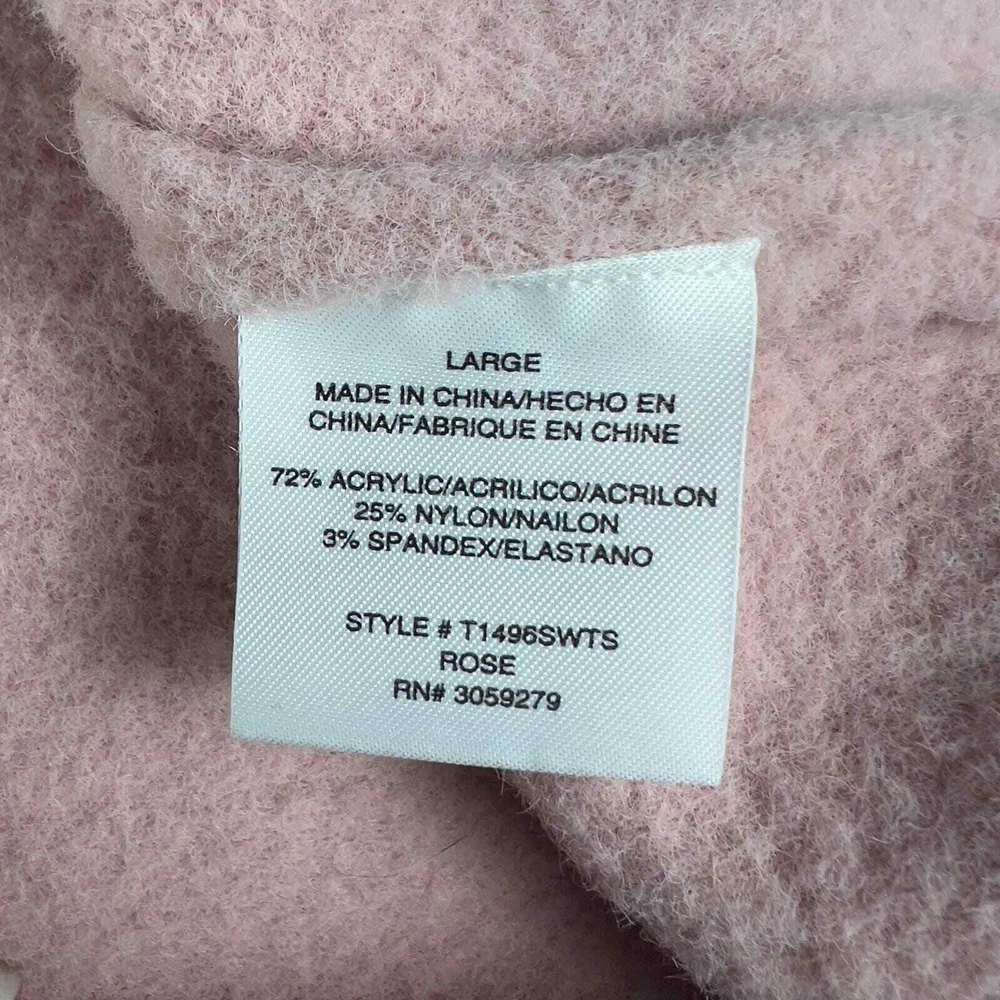 LARGE
MADE IN CHINA/HECHO EN
CHINA/FABRIQUE EN CHINE
72% ACRYLIC/ACRILICO/ACRILON
25% NYLON/NAILON
3% SPANDEX/ELASTANO
STYLE # T1496SWTS
ROSE
RN# 3059279